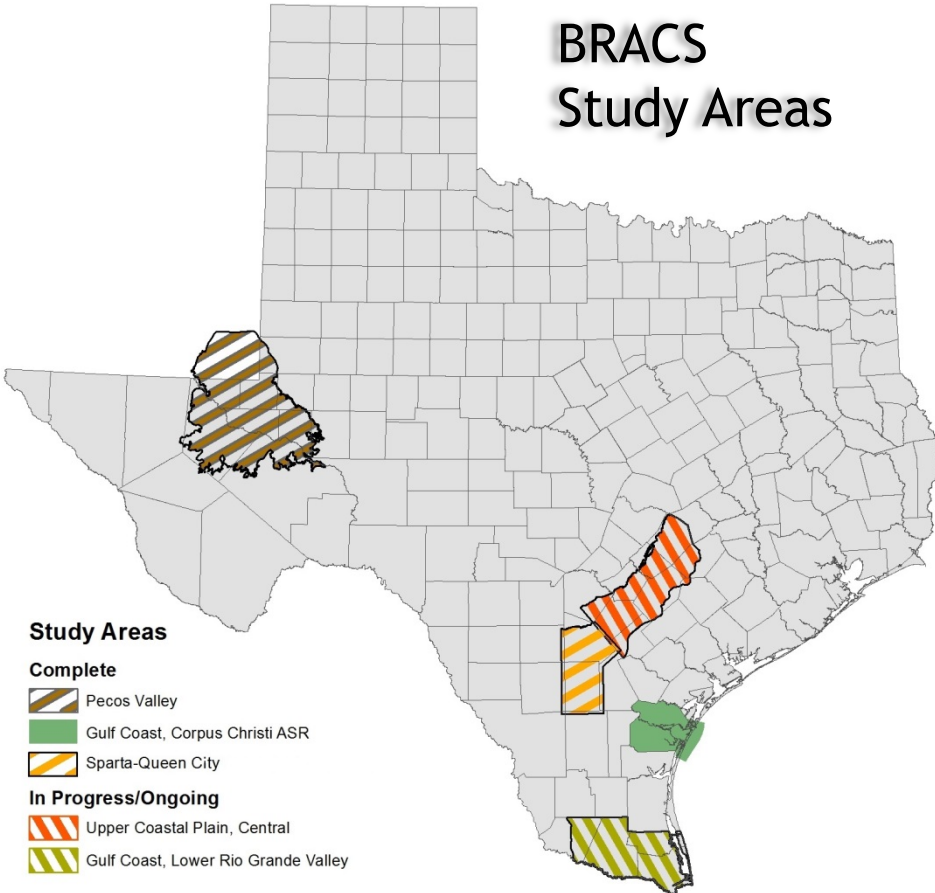 BRACS
Study Areas
Study Areas
Complete
Pecos Valley
Gulf Coast, Corpus Christi ASR
Sparta-Queen City
In Progress/Ongoing
Upper Coastal Plain, Central
Gulf Coast, Lower Rio Grande Valley